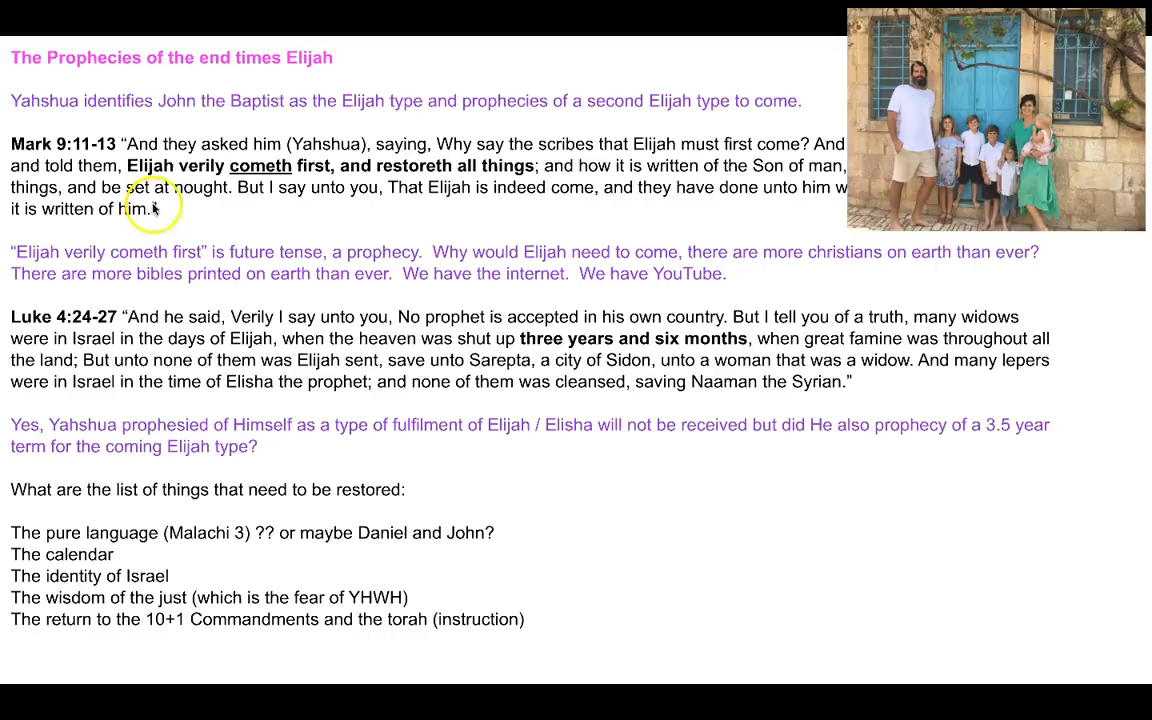 The Prophecies of the end times Elijah
Yahshua identifies John the Baptist as the Elijah type and prophecies of a second Elijah type to come.
Mark 9:11-13 “And they asked him (Yahshua), saying, Why say the scribes that Elijah must first come? And
and told them, Elijah verily cometh first, and restoreth all things; and how it is written of the Son of man,
things, and be nought. But I say unto you, That Elijah is indeed come, and they have done unto him w
it is written of him.
“Elijah verily cometh first” is future tense, a prophecy. Why would Elijah need to come, there are more christians on earth than ever?
There are more bibles printed on earth than ever. We have the internet. We have YouTube.
Luke 4:24-27 “And he said, Verily I say unto you, No prophet is accepted in his own country. But I tell you of a truth, many widows
were in Israel in the days of Elijah, when the heaven was shut up three years and six months, when great famine was throughout all
the land; But unto none of them was Elijah sent, save unto Sarepta, a city of Sidon, unto a woman that was a widow. And many lepers
were in Israel in the time of Elisha the prophet; and none of them was cleansed, saving Naaman the Syrian.”
Yes, Yahshua prophesied of Himself as a type of fulfilment of Elijah / Elisha will not be received but did He also prophecy of a 3.5 year
term for the coming Elijah type?
What are the list of things that need to be restored:
The pure language (Malachi 3) ?? or maybe Daniel and John?
The calendar
The identity of Israel
The wisdom of the just (which is the fear of YHWH)
The return to the 10+1 Commandments and the torah (instruction)